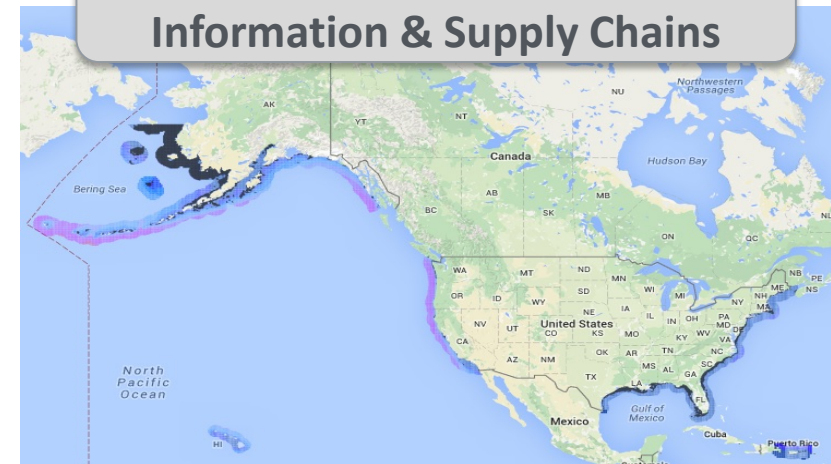 Information & Supply Chains
Northwestern
Passages
NU
AK
YT
NT
Canada
Hudson Bay
Bering Sea
AB
MB
BC
SK
NL
ON
QC
NB
PE
NS
WA
MT
ND
MN
OR
ID
WY
SD
WI
MI
NY
NH
ME
MA
NE
IA
IL
IN
OH
PA
MD
DE
NV
UT
CO
United States
KS
MO
KY
WV
VA
CA
AZ
NM
OK
AR
TN
NC
SC
MS
AL
GA
TX
LA
FL
North
Pacific
Ocean
Gulf of
Mexico
HI
Mexico
Cuba
Puerto Rico